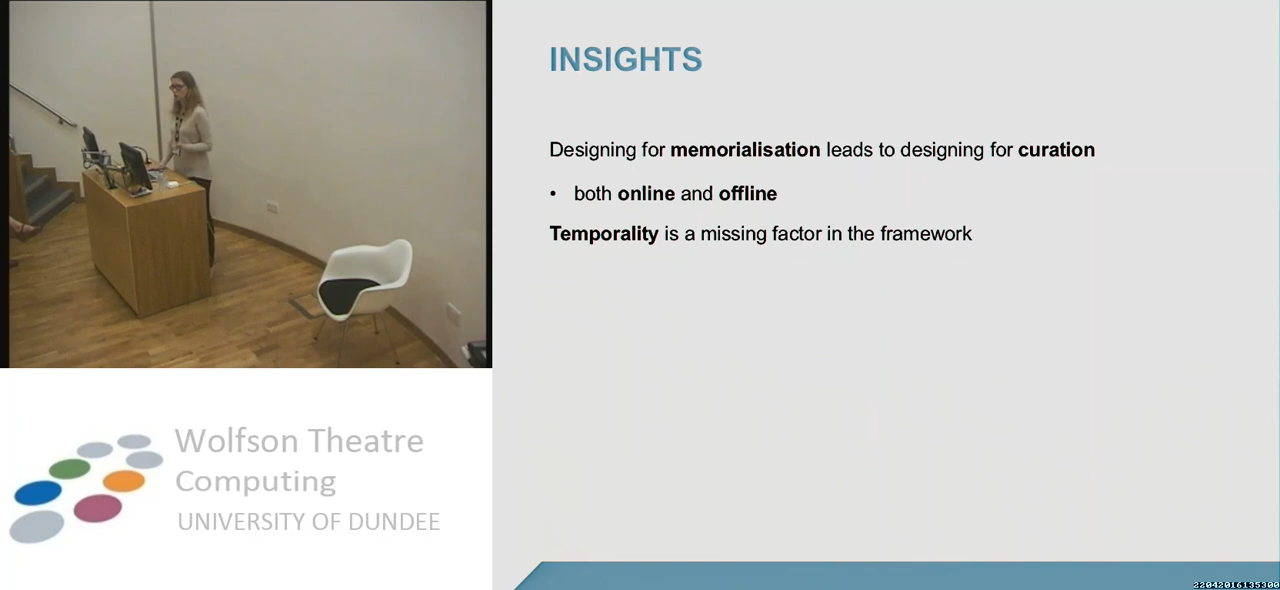 INSIGHTS
Designing for memorialisation leads to designing for curation
• both online and offline
Temporality is a missing factor in the framework
Wolfson Theatre
Computing
UNIVERSITY OF DUNDEE
22042016135300